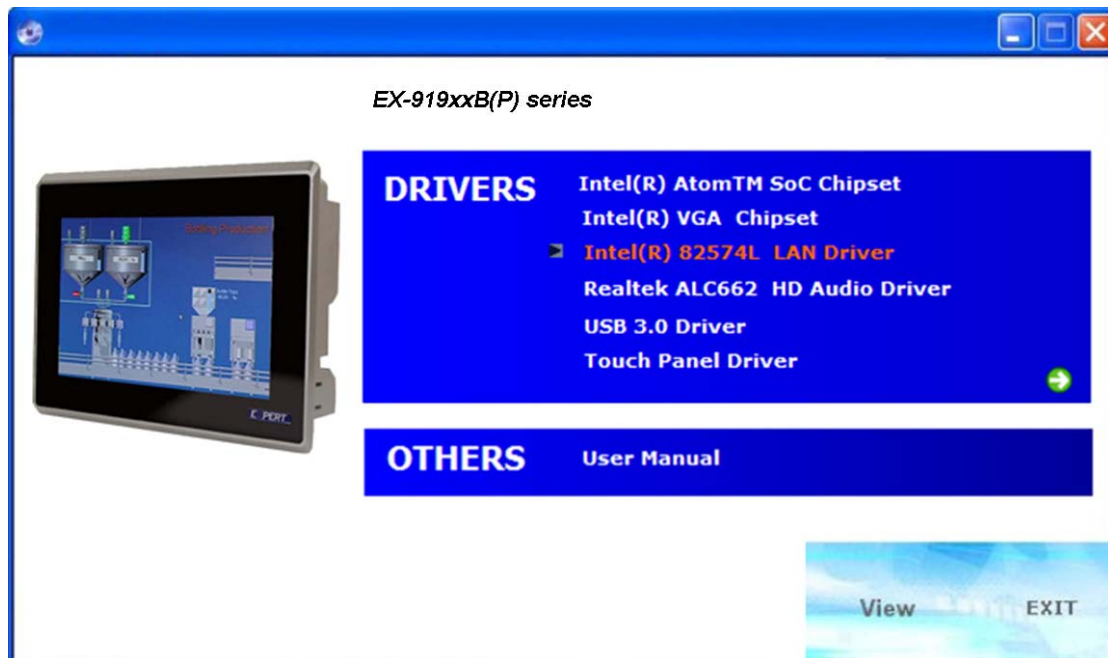 EX-919xxB(P) series
DRIVERS
Intel(R) AtomTM SoC Chipset
Intel(R) VGA Chipset
Intel(R) 82574L LAN Driver
Realtek ALC662 HD Audio Driver
USB 3.0 Driver
Touch Panel Driver
OTHERS
User Manual
View
EXIT